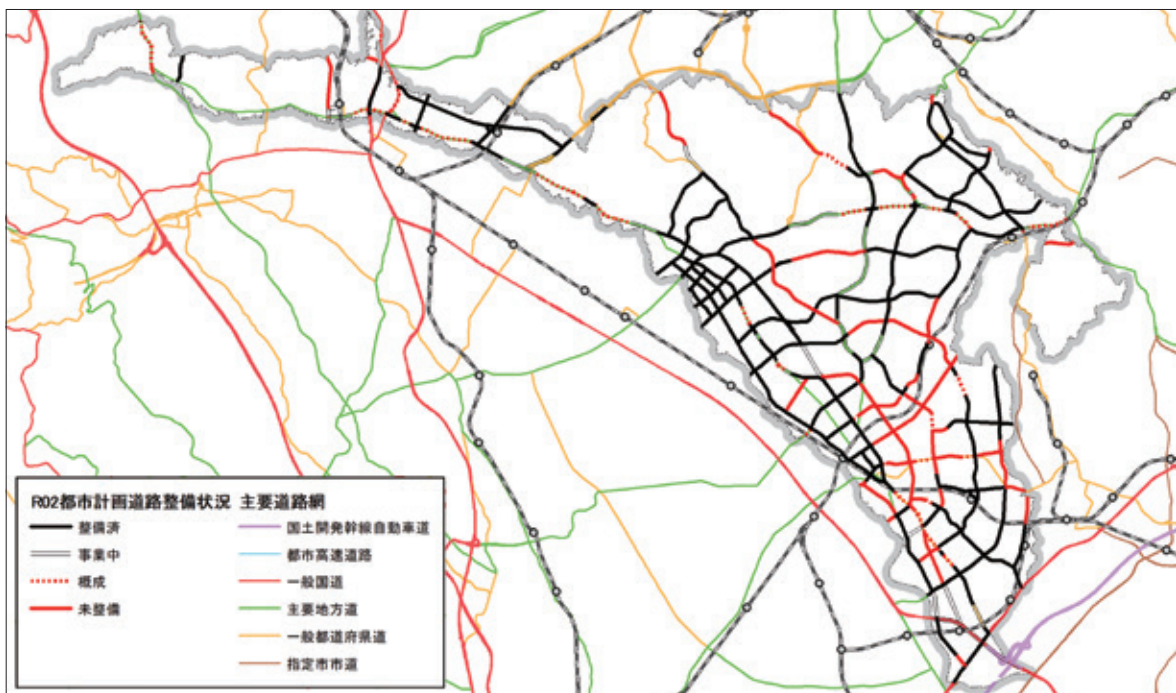 R02都市計画道路整備状況 主要道路網
整備済
事業中
概成
未整備
国土開発幹線自動車道
都市高速道路
一般国道
主要地方道
一般都道府県道
指定市市道